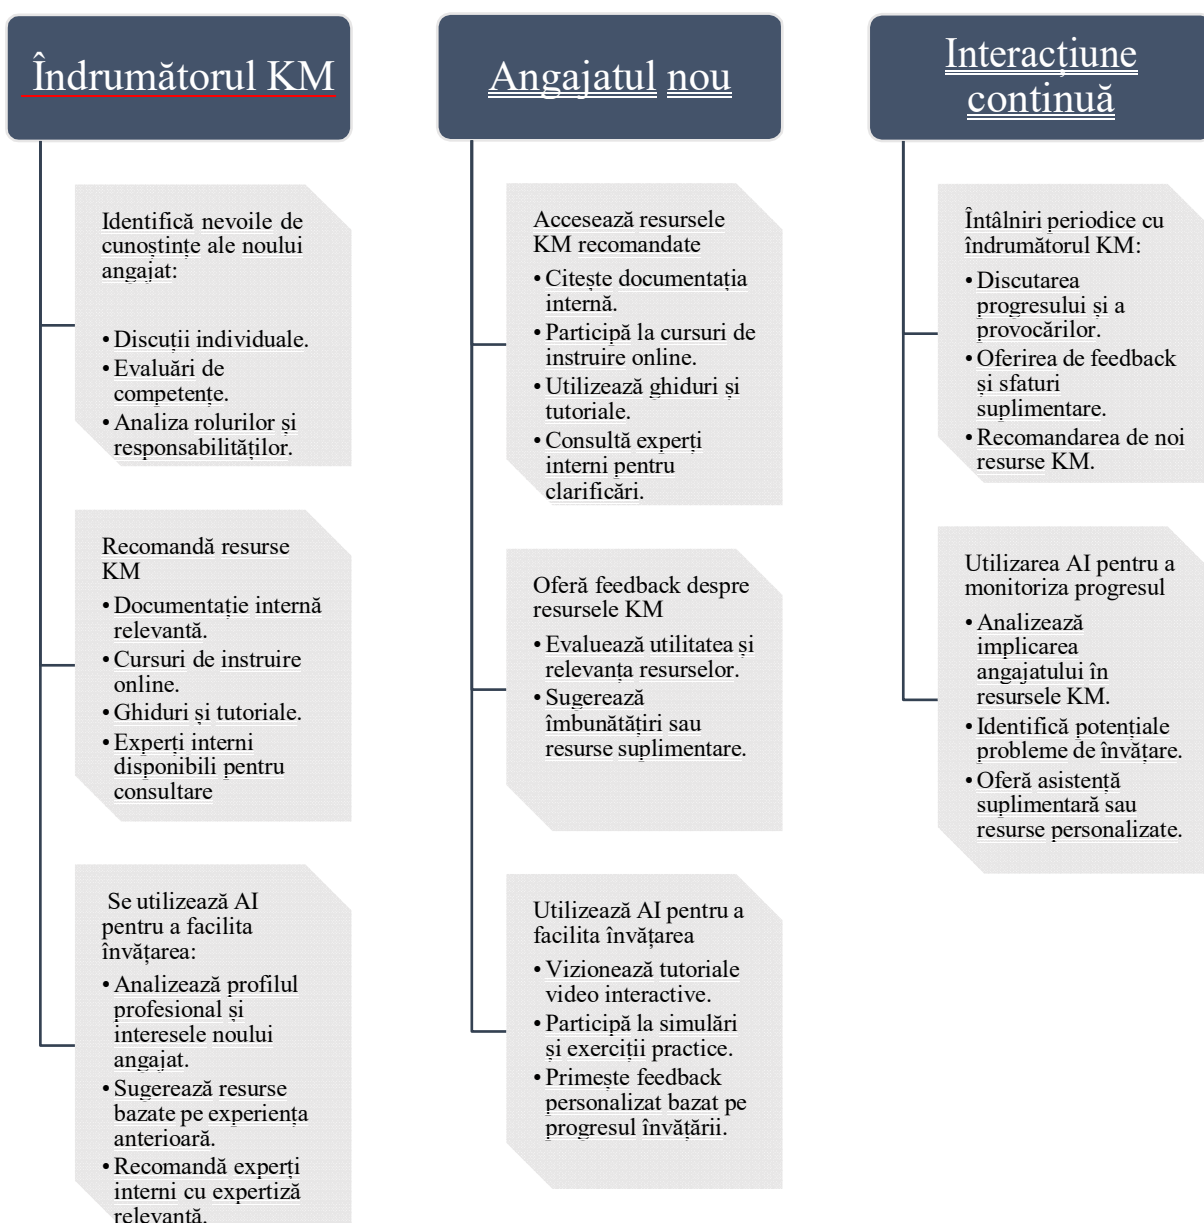 Îndrumătorul KM
Identifică nevoile de
cunoștințe ale noului
angajat:
• Discuții individuale.
• Evaluări de
competențe.
• Analiza rolurilor și
responsabilităților.
Recomandă resurse
KM
• Documentație internă
relevantă.
• Cursuri de instruire
online.
• Ghiduri și tutoriale.
• Experți interni
disponibili pentru
consultare
Se utilizează AI
pentru a facilita
învățarea:
• Analizează profilul
profesional și
interesele noului
angajat.
• Sugerează resurse
bazate pe experiența
anterioară.
• Recomandă experți
interni cu expertiză
relevantă.
Angajatul nou
Accesează resursele
KM recomandate
• Citește documentația
internă.
• Participă la cursuri de
instruire online.
• Utilizează ghiduri și
tutoriale.
• Consultă experți
interni pentru
clarificări.
Oferă feedback despre
resursele KM
• Evaluează utilitatea și
relevanța resurselor.
• Sugerează
îmbunătățiri sau
resurse suplimentare.
Utilizează AI pentru a
facilita învățarea
• Vizionează tutoriale
video interactive.
• Participă la simulări
și exerciții practice.
• Primește feedback
personalizat bazat pe
progresul învățării.
Interacțiune
continuă
Întâlniri periodice cu
îndrumătorul KM:
• Discutarea
progresului și a
provocărilor.
• Oferirea de feedback
și sfaturi
suplimentare.
• Recomandarea de noi
resurse KM.
Utilizarea AI pentru a
monitoriza progresul
• Analizează
implicarea
angajatului în
resursele KM.
• Identifică potențiale
probleme de învățare.
• Oferă asistență
suplimentară sau
resurse personalizate.